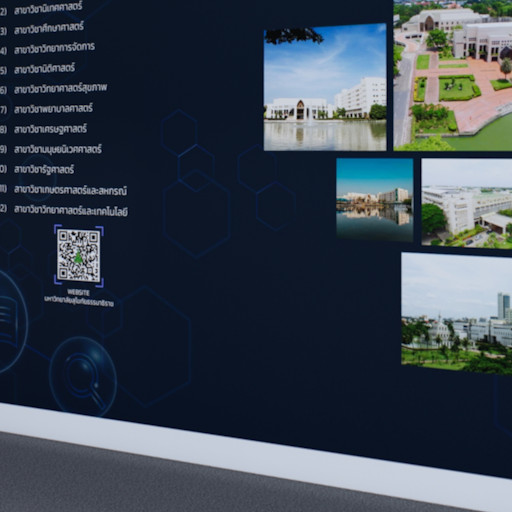 2) สาขาวิชานิเทศศาสตร์
3) สาขาวิชาศึกษาศาสตร์
4) สาขาวิชาวิทยาการจัดการ
5) สาขาวิชานิติศาสตร์
6) สาขาวิชาวิทยาศาสตร์สุขภาพ
7) สาขาวิชาพยาบาลศาสตร์
8) สาขาวิชาเศรษฐศาสตร์
9) สาขาวิชามนุษยนิเวศศาสตร์
0) สาขาวิชารัฐศาสตร์
1) สาขาวิชาเกษตรศาสตร์และสหกรณ์
2) สาขาวิชาวิทยาศาสตร์และเทคโนโลยี
WEBSITE
มหาวิทยาลัยสุโขทัยธรรมาธิราช